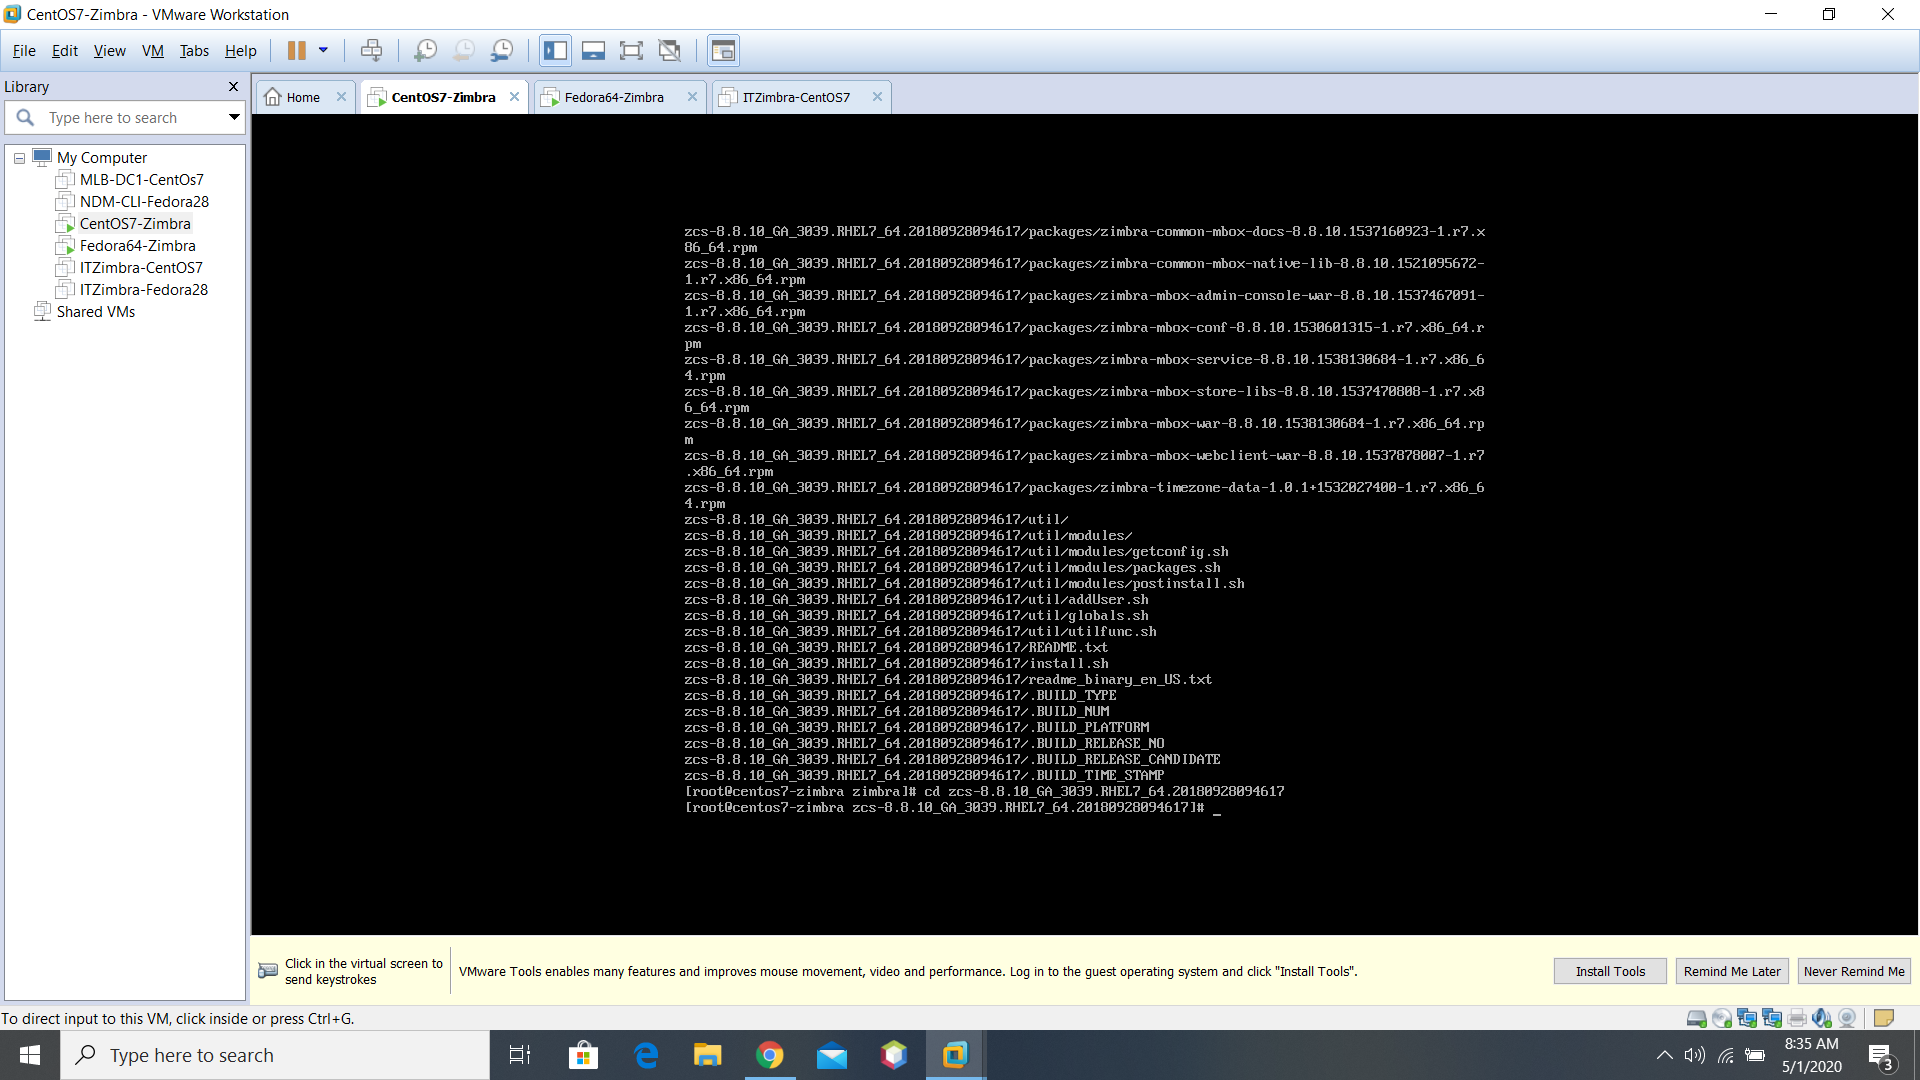 CentOS7-Zimbra - VMware Workstation
File Edit View VM Tabs Help
Library
Type here to search
My Computer
MLB-DC1-CentOs7
NDM-CLI-Fedora28
CentOS7-Zimbra
Fedora64-Zimbra
ITZimbra-CentOS7
ITZimbra-Fedora28
Shared VMs
Home CentOS7-Zimbra Fedora64-Zimbra ITZimbra-CentOS7
zcs-8.8.10_GA_3039.RHEL7_64.20180928094617/packages/zimbra-common-mbox-docs-8.8.10.1537160923-1.r7.x
86_64.rpm
zcs-8.8.10_GA_3039.RHEL7_64.20180928094617/packages/zimbra-common-mbox-native-lib-8.8.10.1521095672-
1.r7.x86_64.rpm
zcs-8.8.10_GA_3039.RHEL7_64.20180928094617/packages/zimbra-mbox-admin-console-war-8.8.10.1537467091-
1.r7.x86_64.rpm
zcs-8.8.10_GA_3039.RHEL7_64.20180928094617/packages/zimbra-mbox-conf-8.8.10.1530601315-1.r7.x86_64.r
pm
zcs-8.8.10_GA_3039.RHEL7_64.20180928094617/packages/zimbra-mbox-service-8.8.10.1538130684-1.r7.x86_6
4.rpm
zcs-8.8.10_GA_3039.RHEL7_64.20180928094617/packages/zimbra-mbox-store-libs-8.8.10.1537470808-1.r7.x8
6_64.rpm
zcs-8.8.10_GA_3039.RHEL7_64.20180928094617/packages/zimbra-mbox-war-8.8.10.1538130684-1.r7.x86_64.rp
m
zcs-8.8.10_GA_3039.RHEL7_64.20180928094617/packages/zimbra-mbox-webclient-war-8.8.10.1537878007-1.r7
.x86_64.rpm
zcs-8.8.10_GA_3039.RHEL7_64.20180928094617/packages/zimbra-timezone-data-1.0.1+1532027400-1.r7.x86_6
4.rpm
zcs-8.8.10_GA_3039.RHEL7_64.20180928094617/util/
zcs-8.8.10_GA_3039.RHEL7_64.20180928094617/util/modules/
zcs-8.8.10_GA_3039.RHEL7_64.20180928094617/util/modules/getconfig.sh
zcs-8.8.10_GA_3039.RHEL7_64.20180928094617/util/modules/packages.sh
zcs-8.8.10_GA_3039.RHEL7_64.20180928094617/util/modules/postinstall.sh
zcs-8.8.10_GA_3039.RHEL7_64.20180928094617/util/addUser.sh
zcs-8.8.10_GA_3039.RHEL7_64.20180928094617/util/globals.sh
zcs-8.8.10_GA_3039.RHEL7_64.20180928094617/util/utilfunc.sh
zcs-8.8.10_GA_3039.RHEL7_64.20180928094617/README.txt
zcs-8.8.10_GA_3039.RHEL7_64.20180928094617/install.sh
zcs-8.8.10_GA_3039.RHEL7_64.20180928094617/readme_binary_en_US.txt
zcs-8.8.10_GA_3039.RHEL7_64.20180928094617/.BUILD_TYPE
zcs-8.8.10_GA_3039.RHEL7_64.20180928094617/.BUILD_NUM
zcs-8.8.10_GA_3039.RHEL7_64.20180928094617/.BUILD_PLATFORM
zcs-8.8.10_GA_3039.RHEL7_64.20180928094617/.BUILD_RELEASE_NO
zcs-8.8.10_GA_3039.RHEL7_64.20180928094617/.BUILD_RELEASE_CANDIDATE
zcs-8.8.10_GA_3039.RHEL7_64.20180928094617/.BUILD_TIME_STAMP
[root@centos7-zimbra zimbra]# cd zcs-8.8.10_GA_3039.RHEL7_64.20180928094617
[root@centos7-zimbra zcs-8.8.10_GA_3039.RHEL7_64.20180928094617]# _
Click in the virtual screen to
send keystrokes
VMware Tools enables many features and improves mouse movement, video and performance. Log in to the guest operating system and click "Install Tools".
Install Tools Remind Me Later Never Remind Me
To direct input to this VM, click inside or press Ctrl+G.
Type here to search
8:35 AM
5/1/2020
3